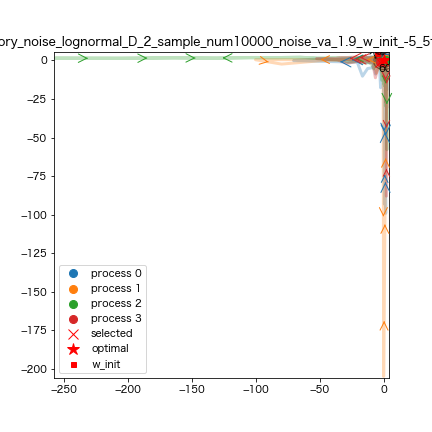 ory_noise_lognormal_D_2_sample_num10000_noise_va_1.9_w_init_-5_5
0
−25
−50
−75
−100
−125
−150
−175
−200
process 0
process 1
process 2
process 3
selected
optimal
w_init
−250
−200
−150
−100
−50
0